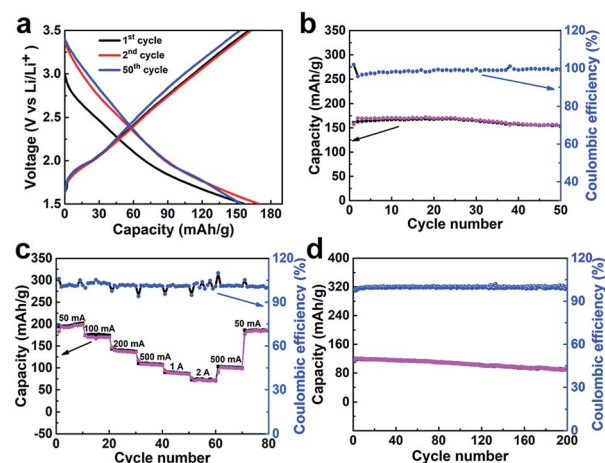 a
1st cycle
2nd cycle
50th cycle
Voltage (V vs Li/Li+)
3.5
3.0
2.5
2.0
1.5
0 30 60 90 120 150 180
Capacity (mAh/g)
b
Capacity (mAh/g)
350
300
250
200
150
100
50
0
0 10 20 30 40 50
Cycle number
120
100
80
60
40
Coulombic efficiency (%)
c
Capacity (mAh/g)
350
300
250
200
150
100
50
0
-50
50 mA
100 mA
200 mA
500 mA
1 A
2 A
500 mA
50 mA
0 20 40 60 80
Cycle number
120
90
60
30
0
Coulombic efficiency (%)
d
Capacity (mAh/g)
400
320
240
160
80
0
0 40 80 120 160 200
Cycle number
120
90
60
30
0
Coulombic efficiency (%)